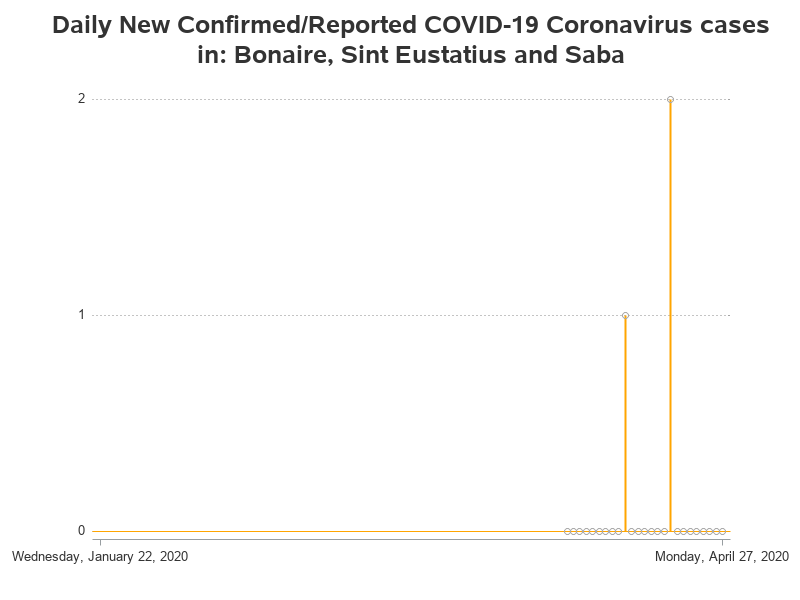 Daily New Confirmed/Reported COVID-19 Coronavirus cases
in: Bonaire, Sint Eustatius and Saba
2
1
0
Wednesday, January 22, 2020
Monday, April 27, 2020